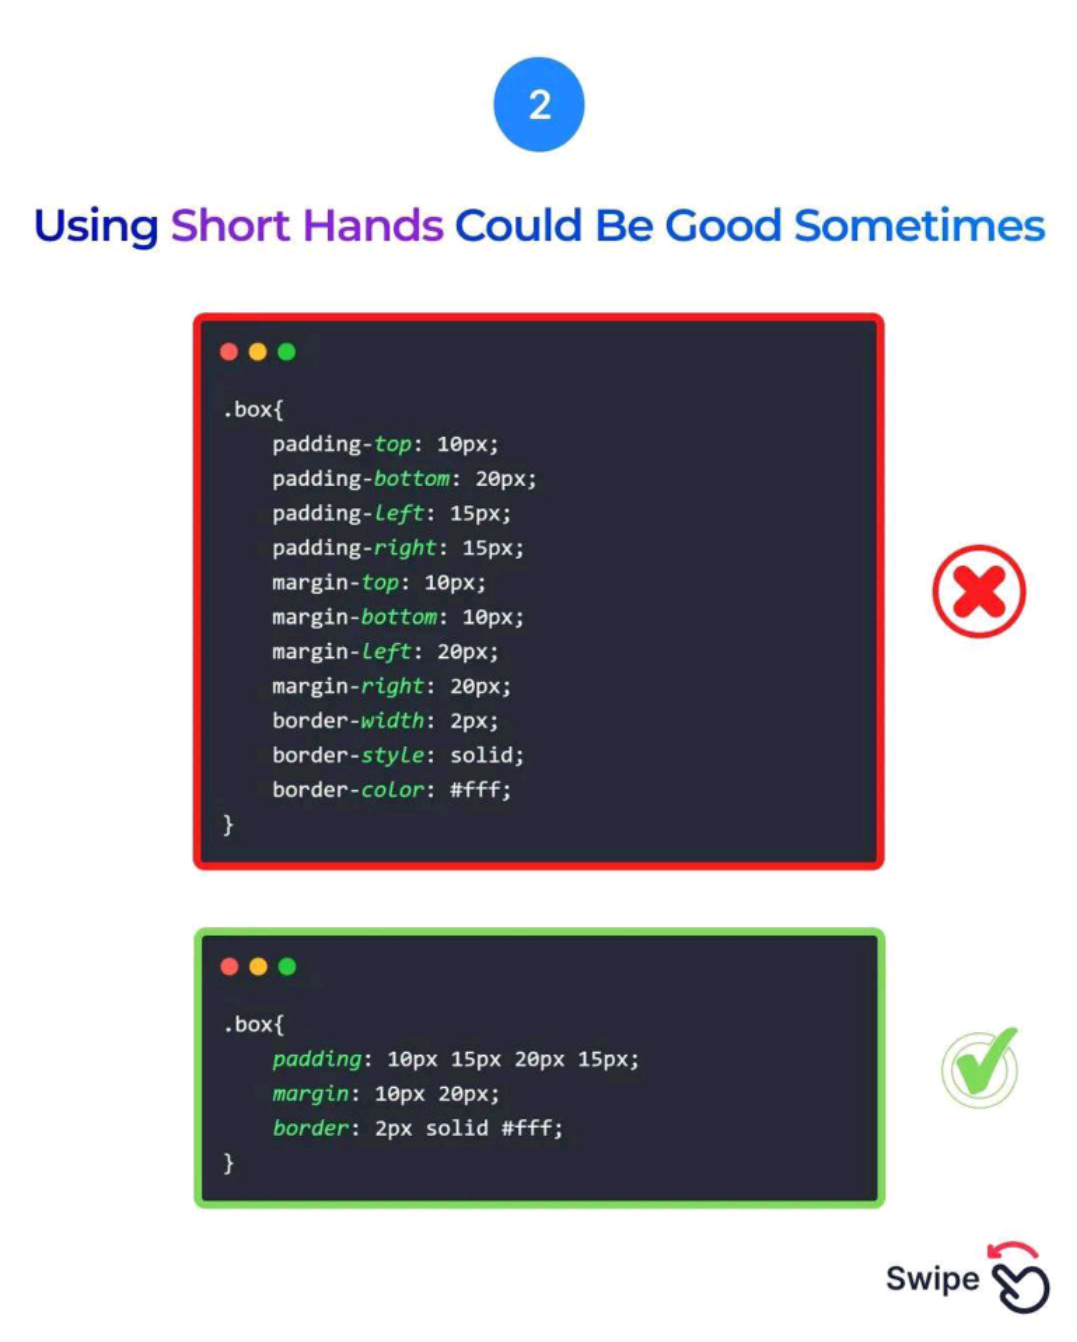 2
Using Short Hands Could Be Good Sometimes
.box{
    padding-top: 10px;
    padding-bottom: 20px;
    padding-left: 15px;
    padding-right: 15px;
    margin-top: 10px;
    margin-bottom: 10px;
    margin-left: 20px;
    margin-right: 20px;
    border-width: 2px;
    border-style: solid;
    border-color: #fff;
}
.box{
    padding: 10px 15px 20px 15px;
    margin: 10px 20px;
    border: 2px solid #fff;
}
Swipe